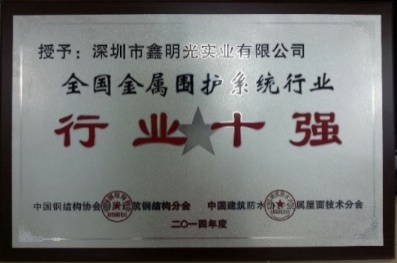 授予：深圳市鑫明光实业有限公司
全国金属围护系统行业
行业十强
中国钢结构协会 筑钢结构分会 中国建筑防水协 属屋面技术分会
二〇一四年度